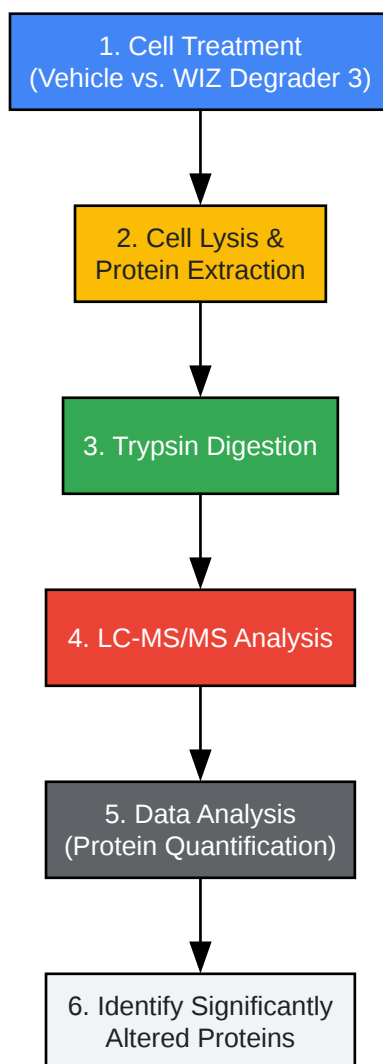 1. Cell Treatment
(Vehicle vs. WIZ Degrader 3)
2. Cell Lysis &
Protein Extraction
3. Trypsin Digestion
4. LC-MS/MS Analysis
5. Data Analysis
(Protein Quantification)
6. Identify Significantly
Altered Proteins